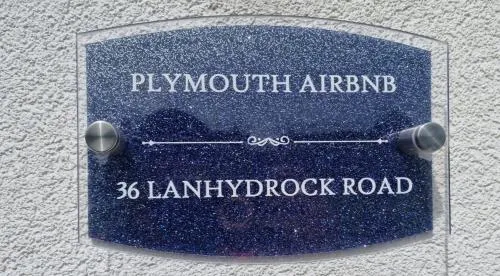 PLYMOUTH AIRBNB
36 LANHYDROCK ROAD